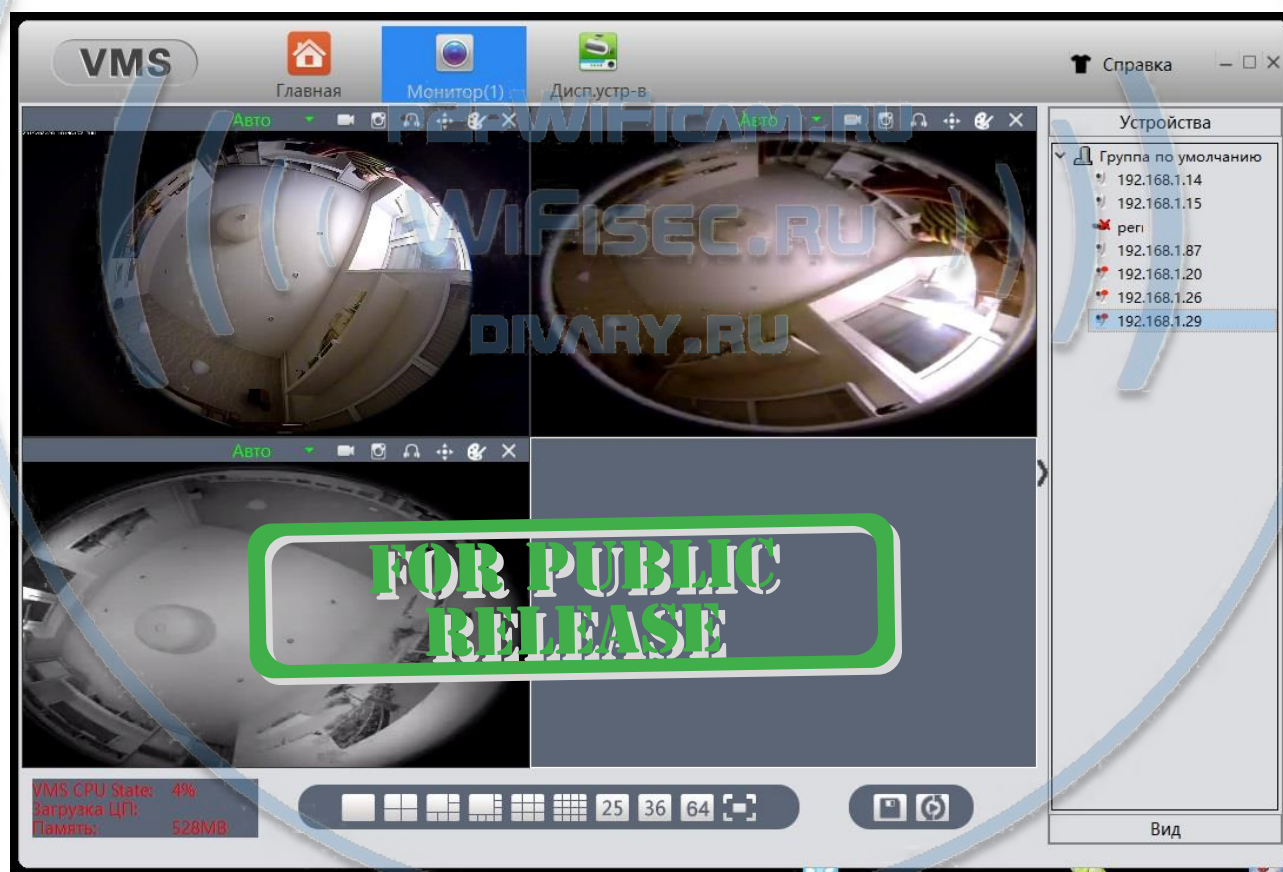 VMS
Главная
Монитор(1)
Дисп.устр-в
Справка
P2PWIFICAM.RU
WIFISEC.RU
DIVARY.RU
Авто
Авто
Авто
Устройства
Группа по умолчанию
192.168.1.14
192.168.1.15
peri
192.168.1.87
192.168.1.20
192.168.1.26
192.168.1.29
FOR PUBLIC
RELEASE
VMS CPU State: 4%
Загрузка ЦП:
Память: 528MB
25 36 64
Вид